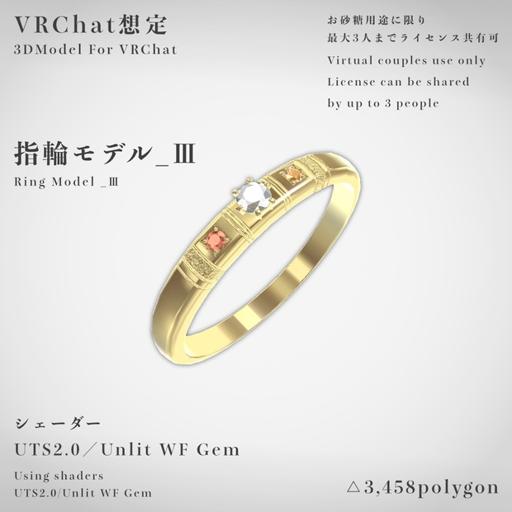 VRChat想定
3DModel For VRChat
お砂糖用途に限り
最大3人までライセンス共有可
Virtual couples use only
License can be shared
by up to 3 people
指輪モデル_Ⅲ
Ring Model _Ⅲ
シェーダー
UTS2.0／Unlit WF Gem
Using shaders
UTS2.0/Unlit WF Gem
△3,458polygon